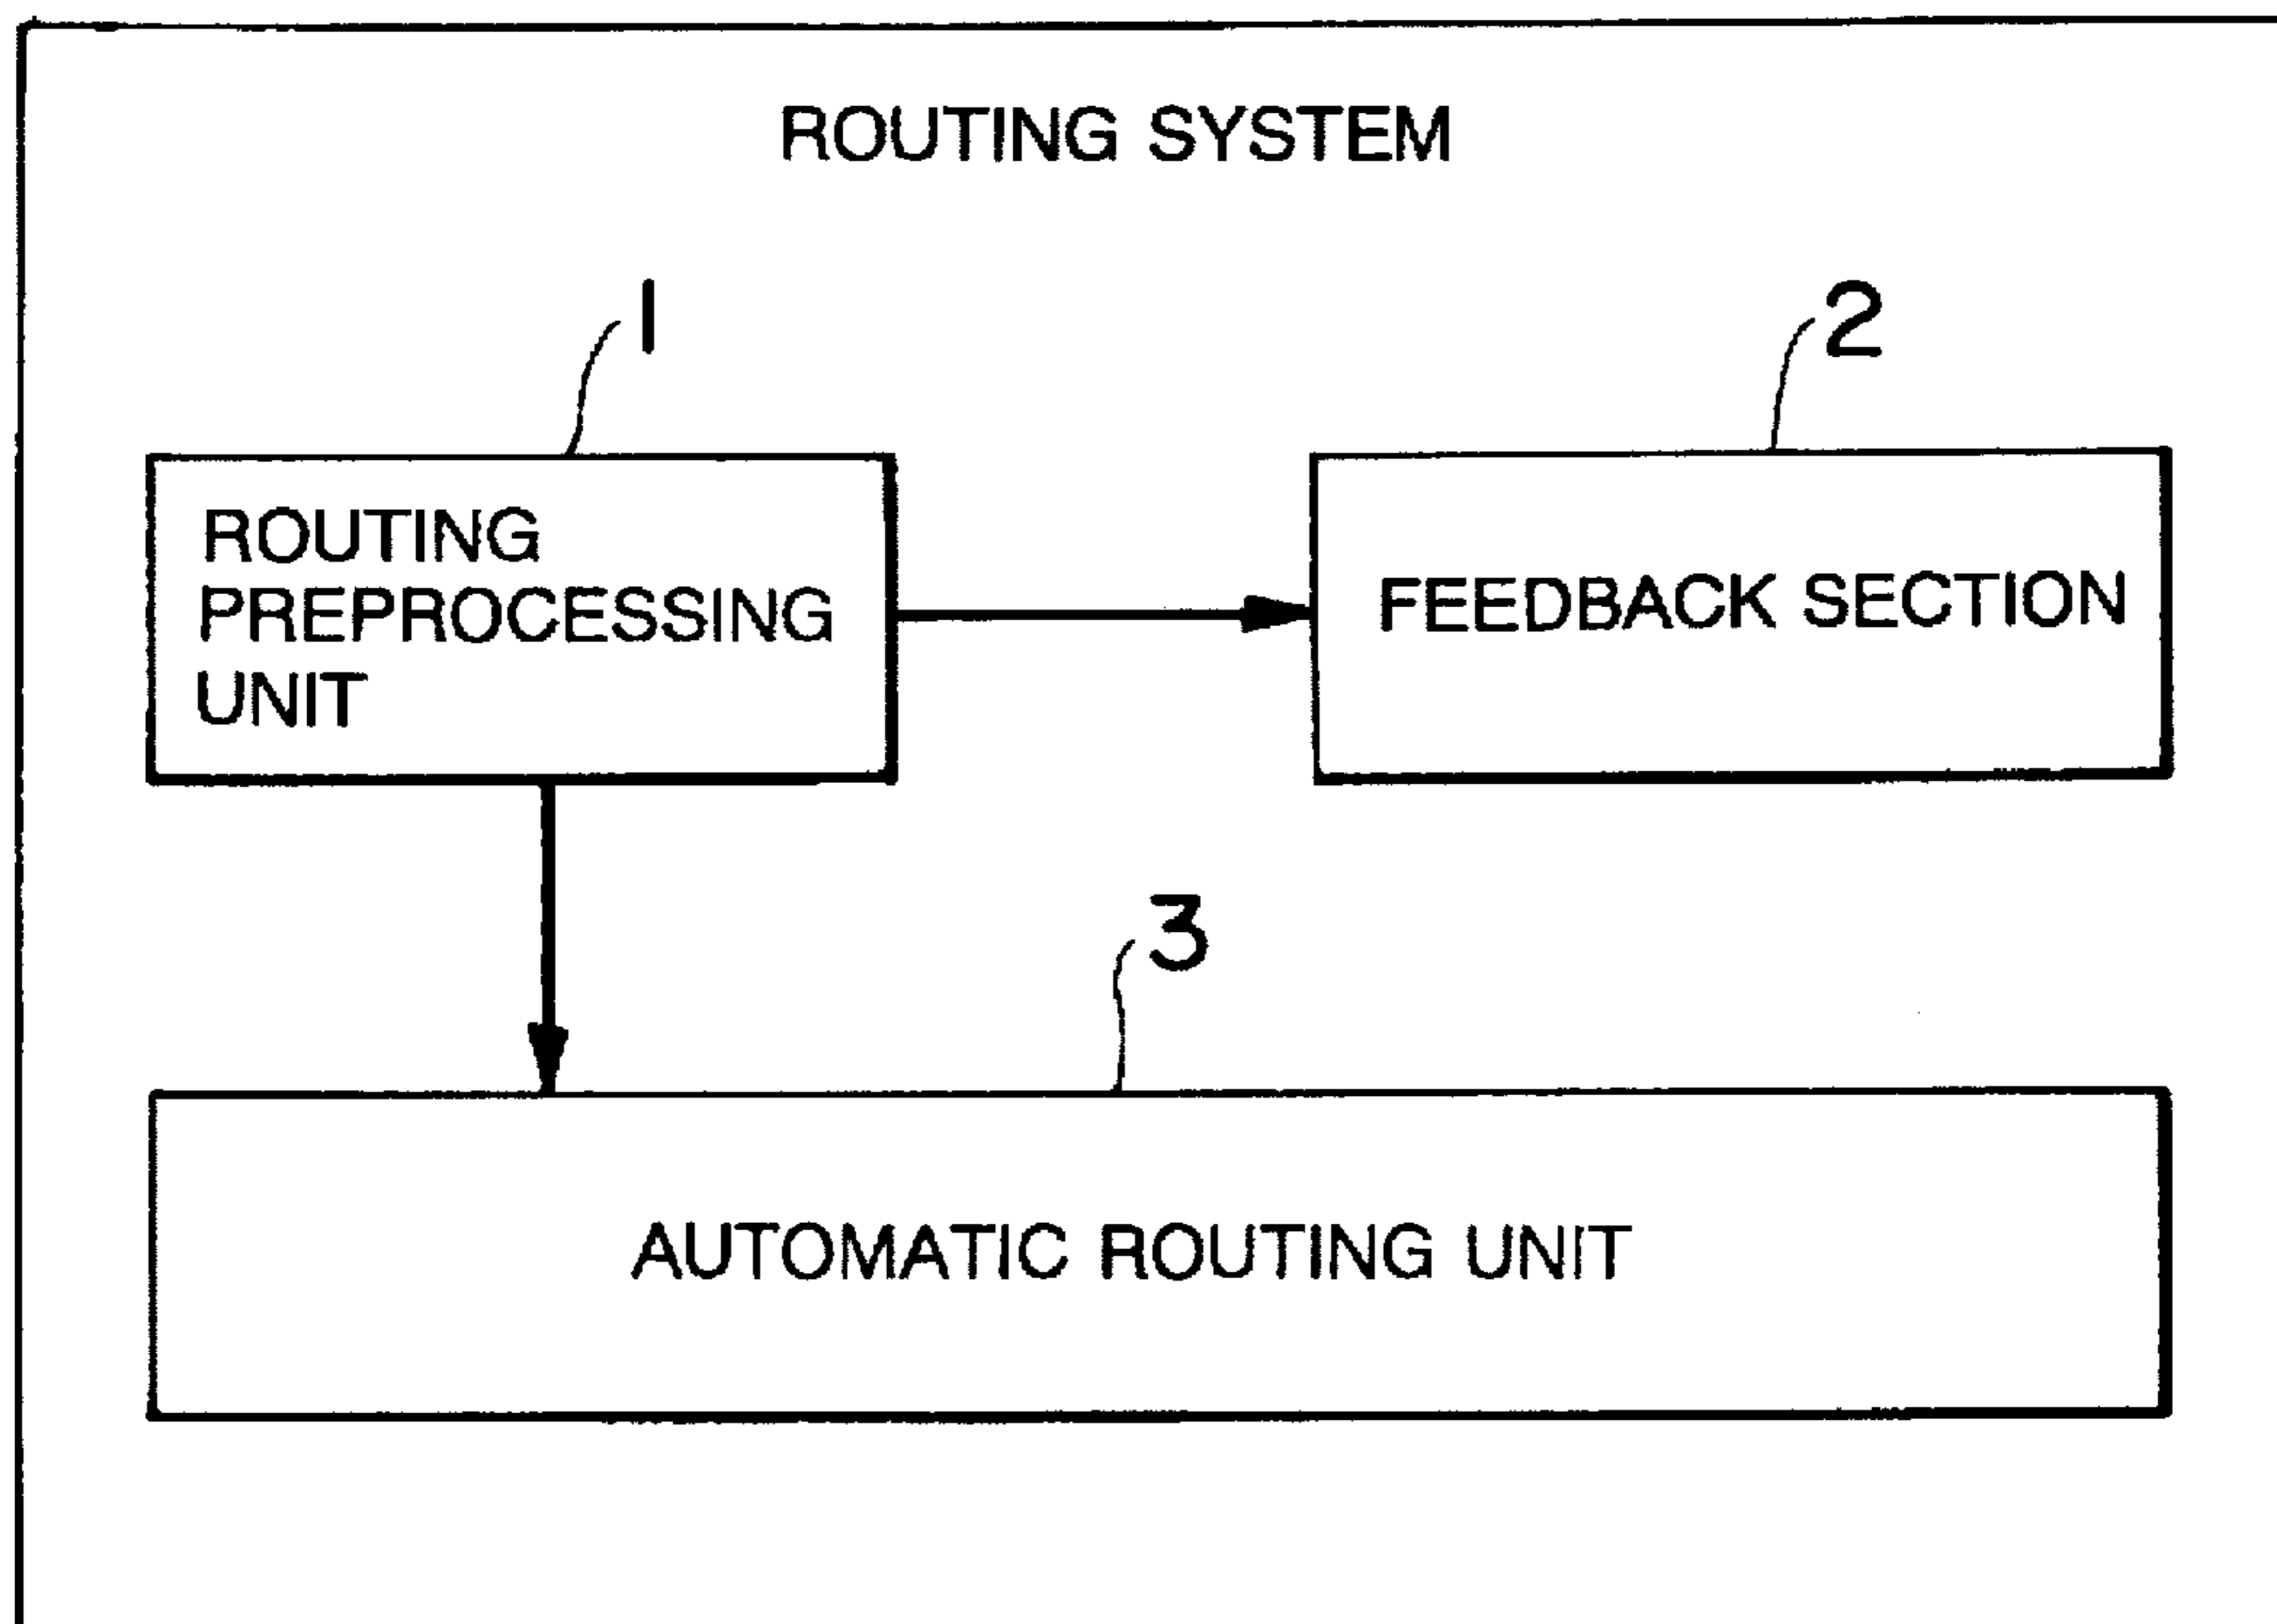 ROUTING SYSTEM
1
2
ROUTING
PREPROCESSING
UNIT
FEEDBACK SECTION
3
AUTOMATIC ROUTING UNIT